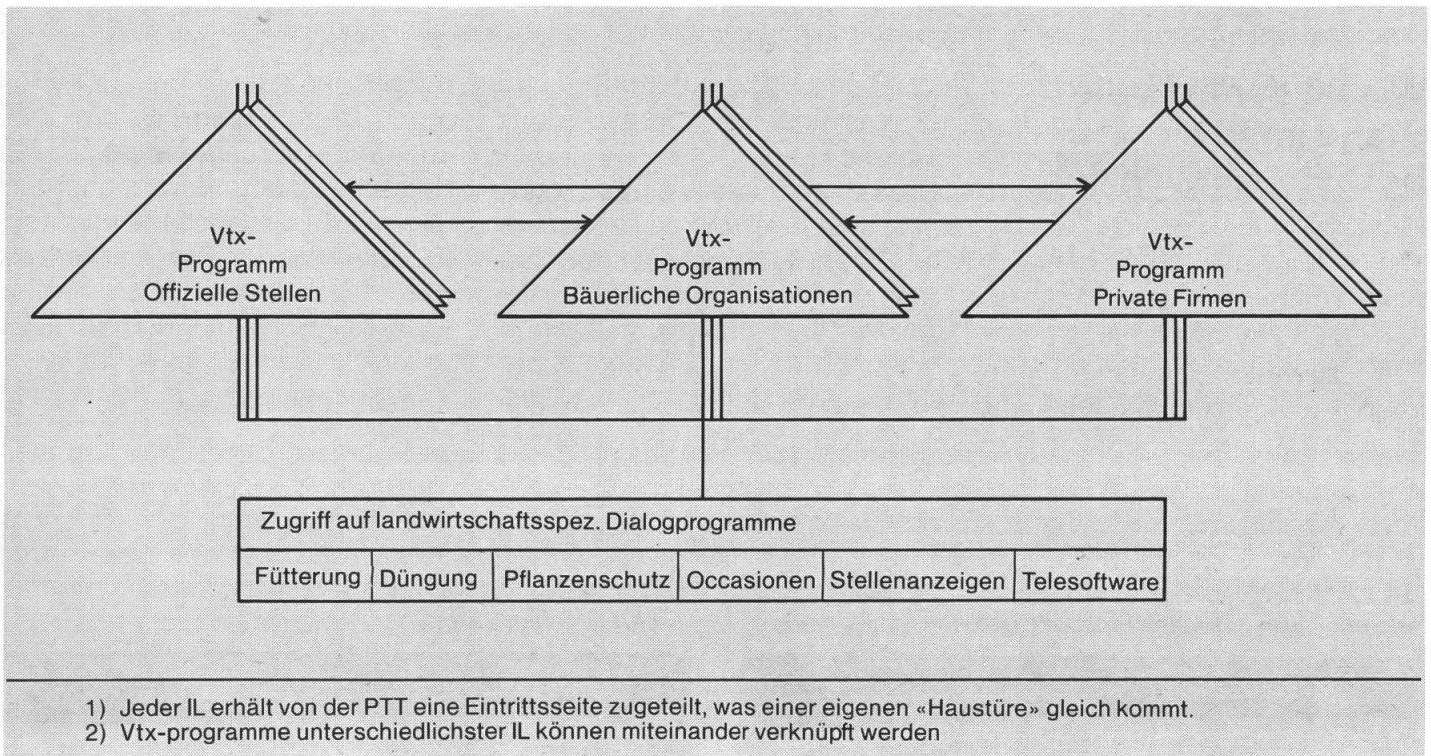 Vtx-
Programm
Offizielle Stellen
Vtx-
Programm
Bäuerliche Organisationen
Vtx-
Programm
Private Firmen
Zugriff auf landwirtschaftsspez. Dialogprogramme
Fütterung Düngung Pflanzenschutz Occasionen Stellenanzeigen Telesoftware
1) Jeder IL erhält von der PTT eine Eintrittsseite zugeteilt, was einer eigenen «Haustüre» gleich kommt.
2) Vtx-programme unterschiedlichster IL können miteinander verknüpft werden